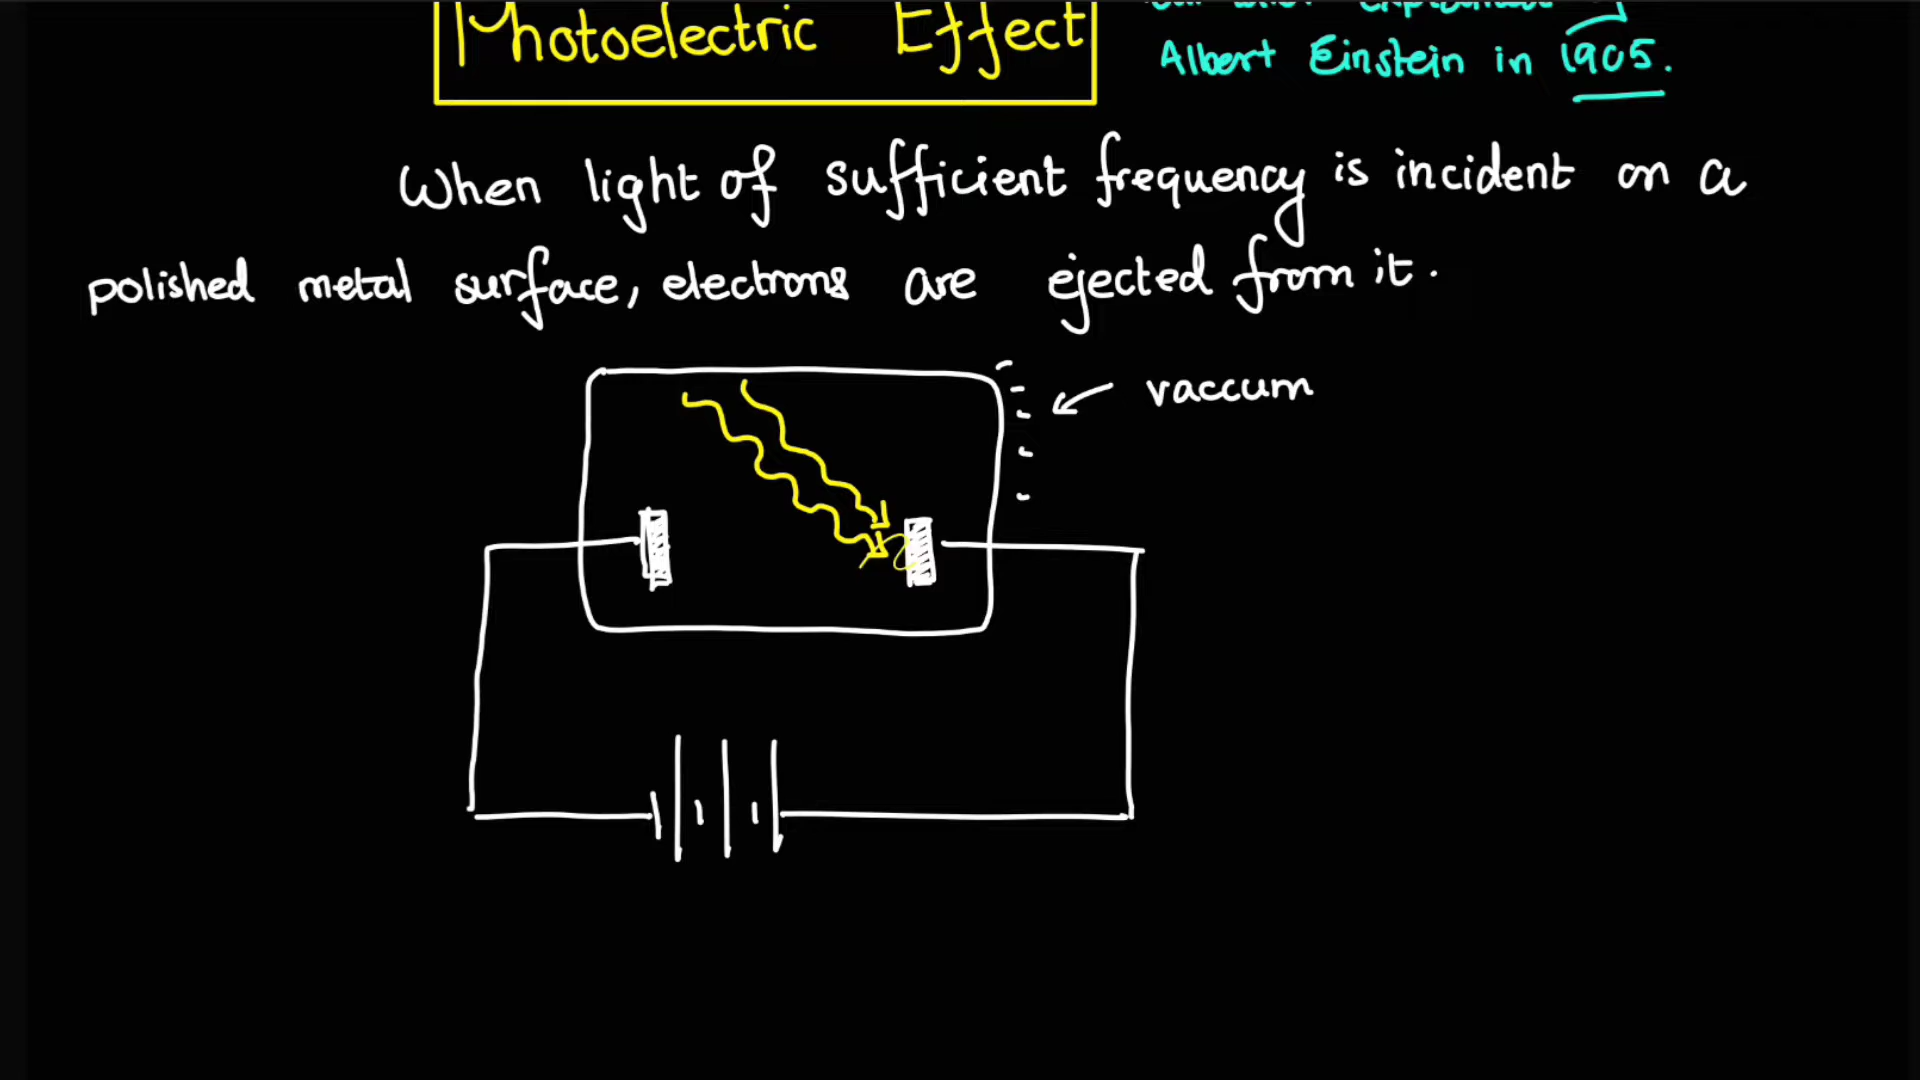 Photoelectric Effect
Albert Einstein in 1905.
When light of sufficient frequency is incident on a
polished metal surface, electrons are ejected from it.
vaccum